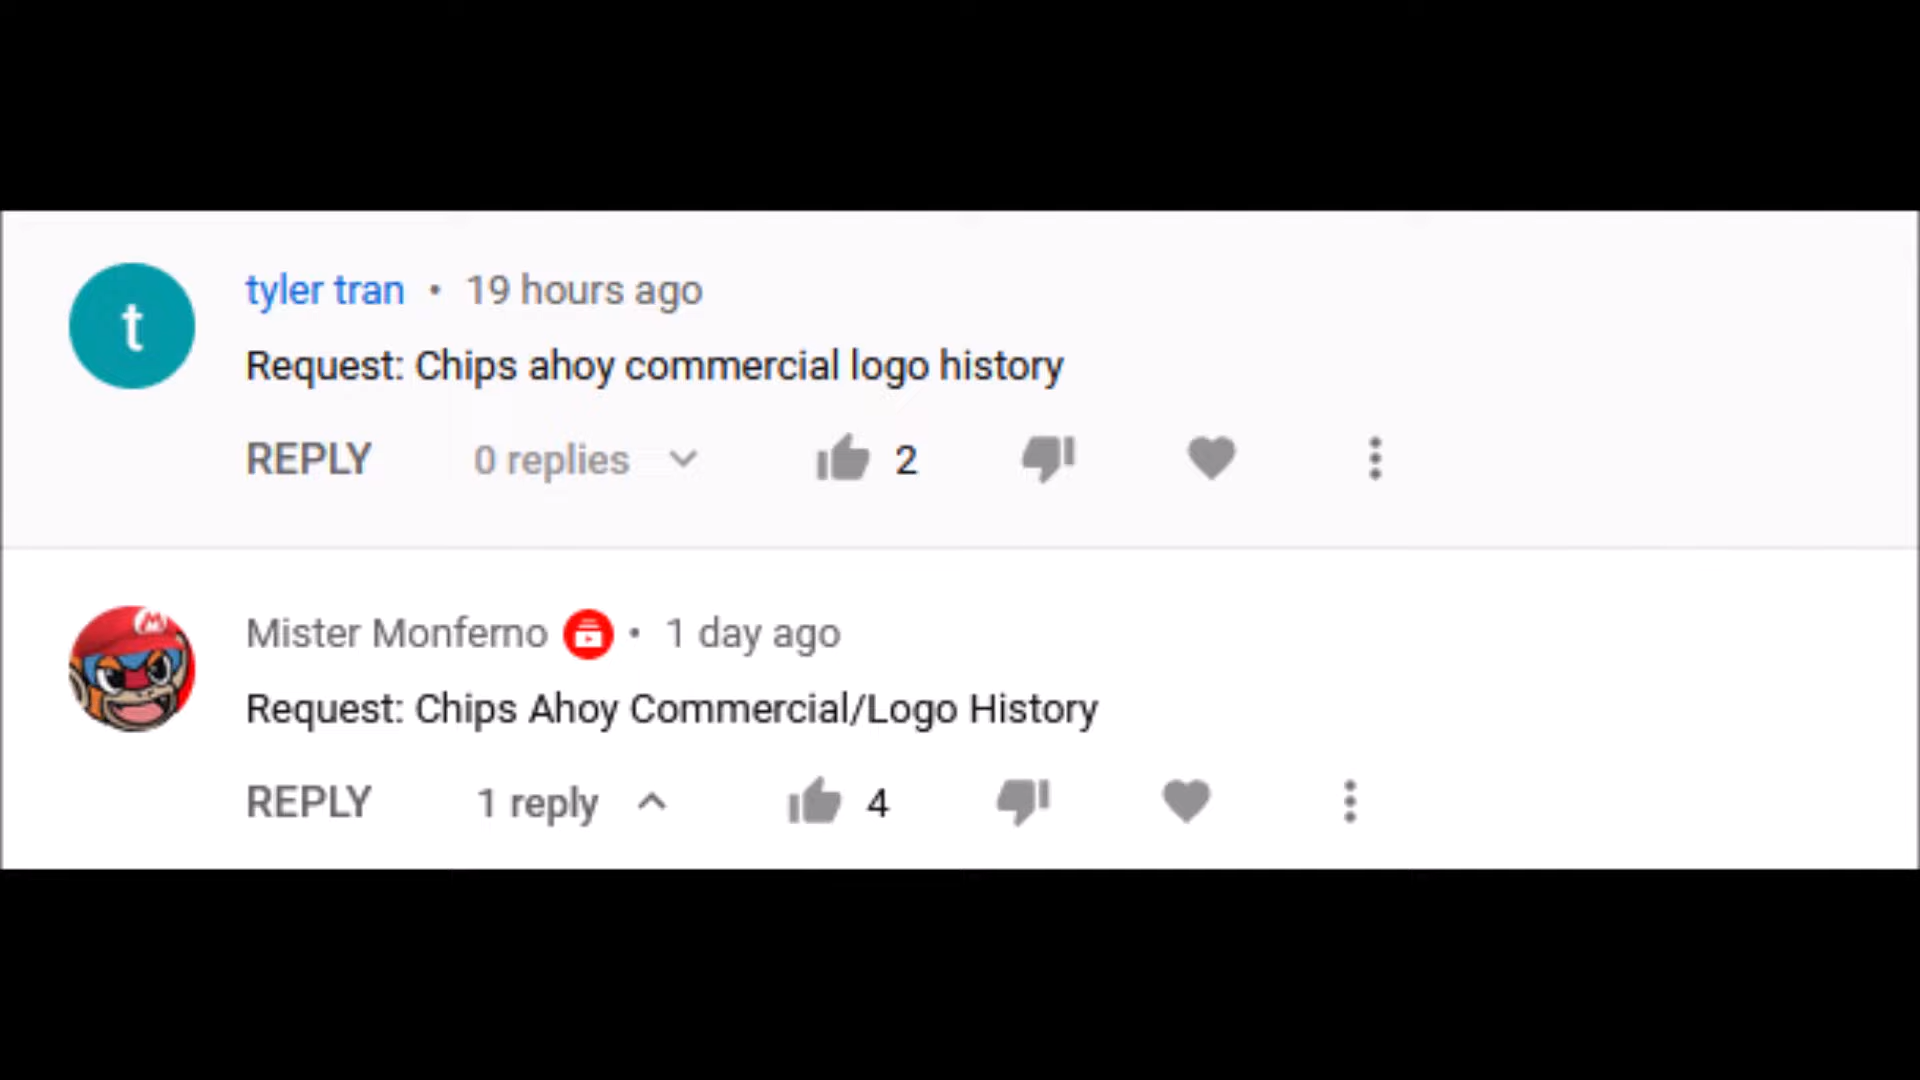 t
tyler tran • 19 hours ago
Request: Chips ahoy commercial logo history
REPLY 0 replies 2
M
Mister Monferno • 1 day ago
Request: Chips Ahoy Commercial/Logo History
REPLY 1 reply 4